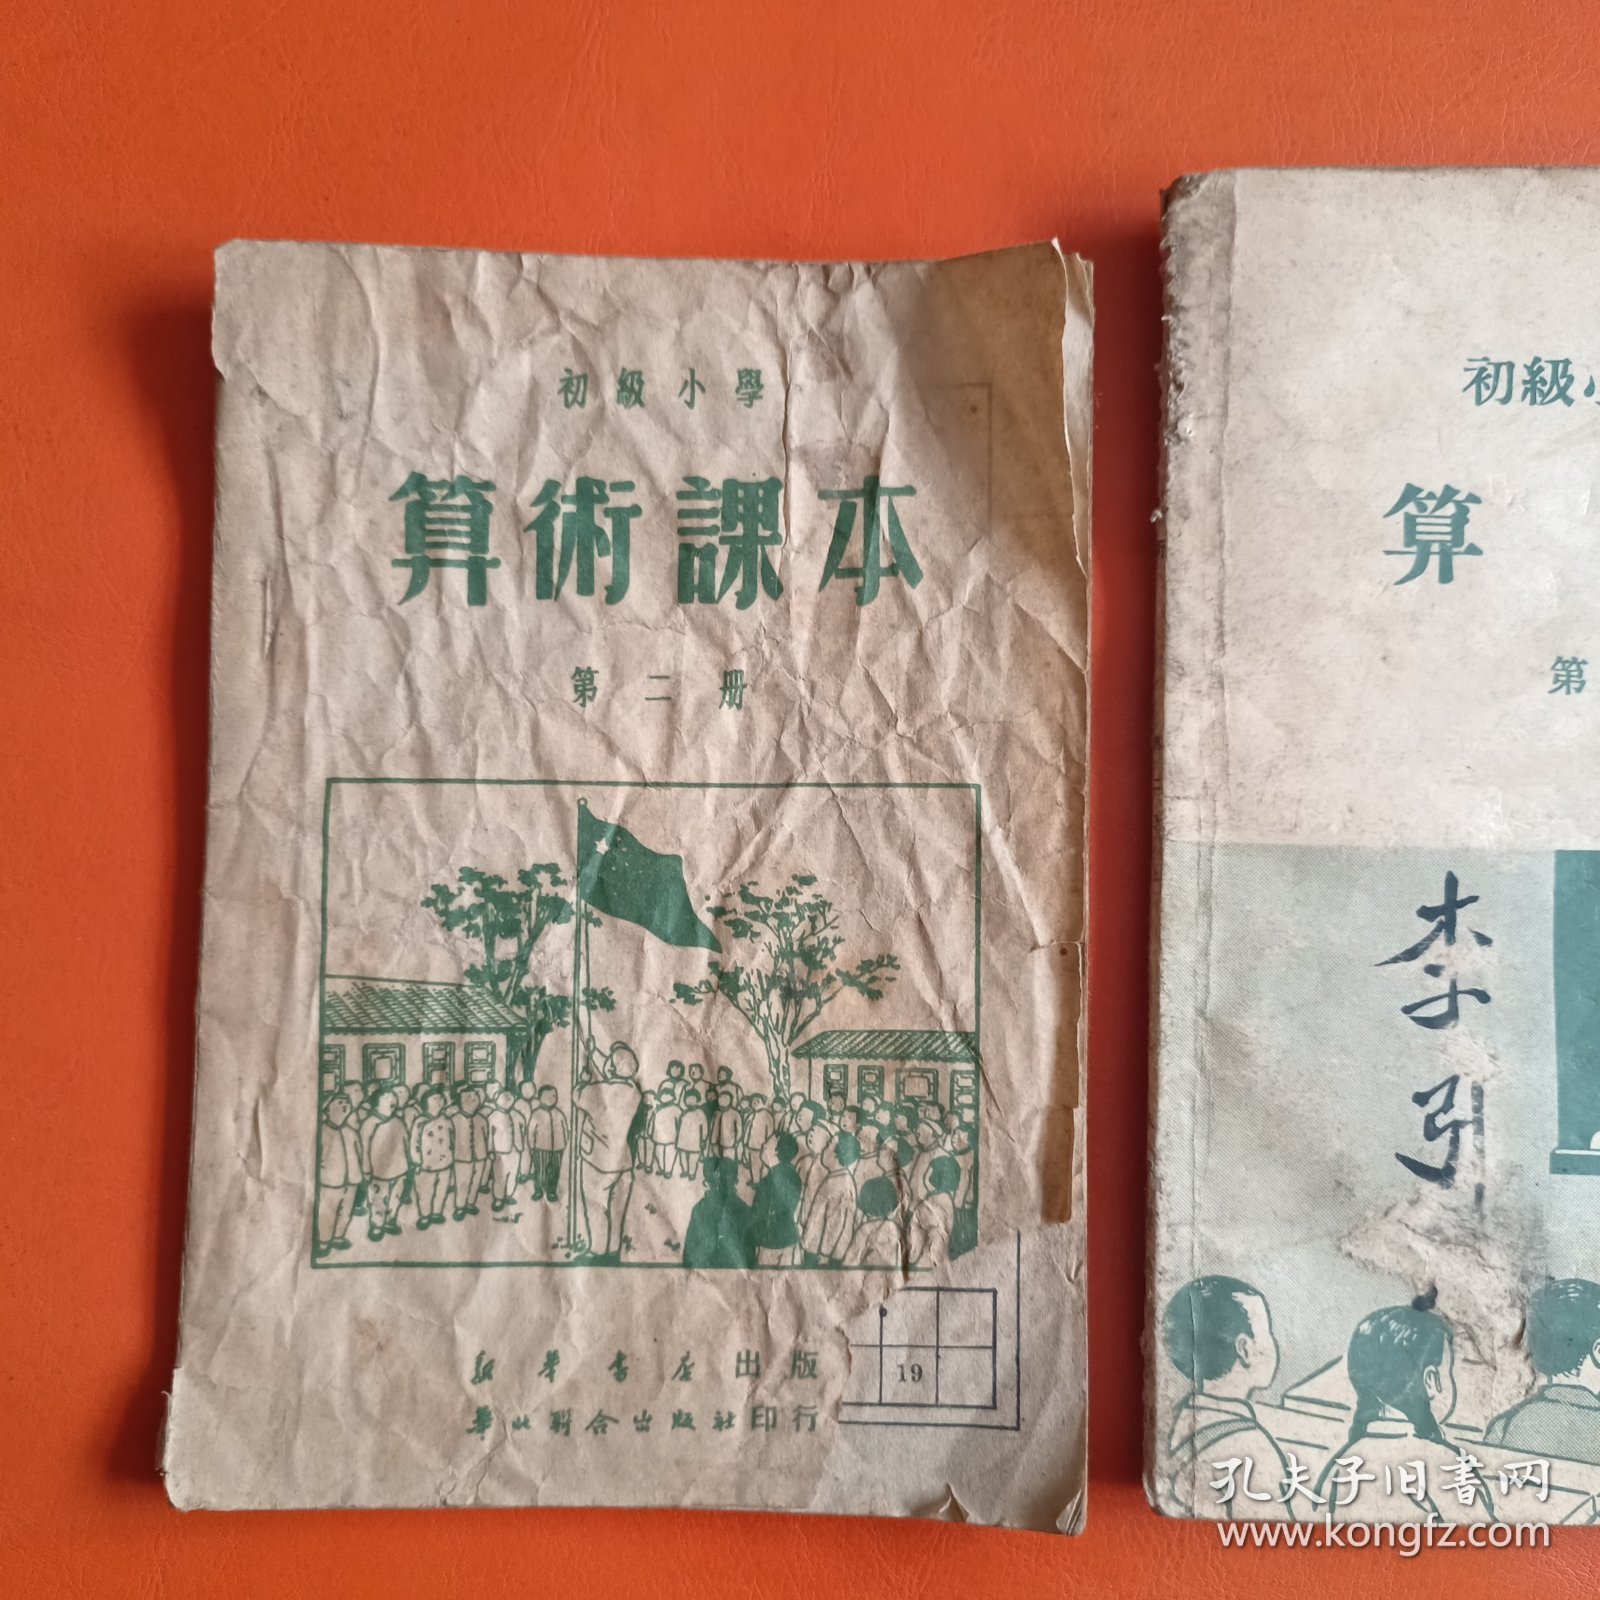 初級小學
算術課本
第二册
新華書店出版
華北聯合出版社印行
19
初級小
算
第
李
引
孔夫子旧书网
www.kongfz.com